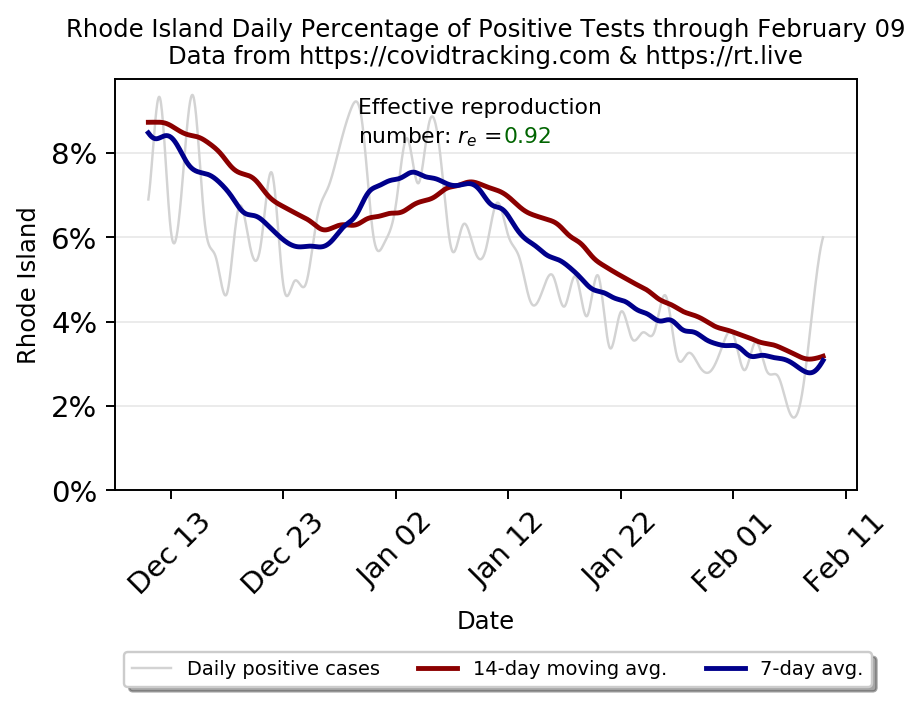 Rhode Island Daily Percentage of Positive Tests through February 09
Data from https://covidtracking.com & https://rt.live
Effective reproduction
number: rₑ =0.92
8%
6%
4%
2%
0%
Rhode Island
Dec 13
Dec 23
Jan 02
Jan 12
Jan 22
Feb 01
Feb 11
Date
Daily positive cases
14-day moving avg.
7-day avg.